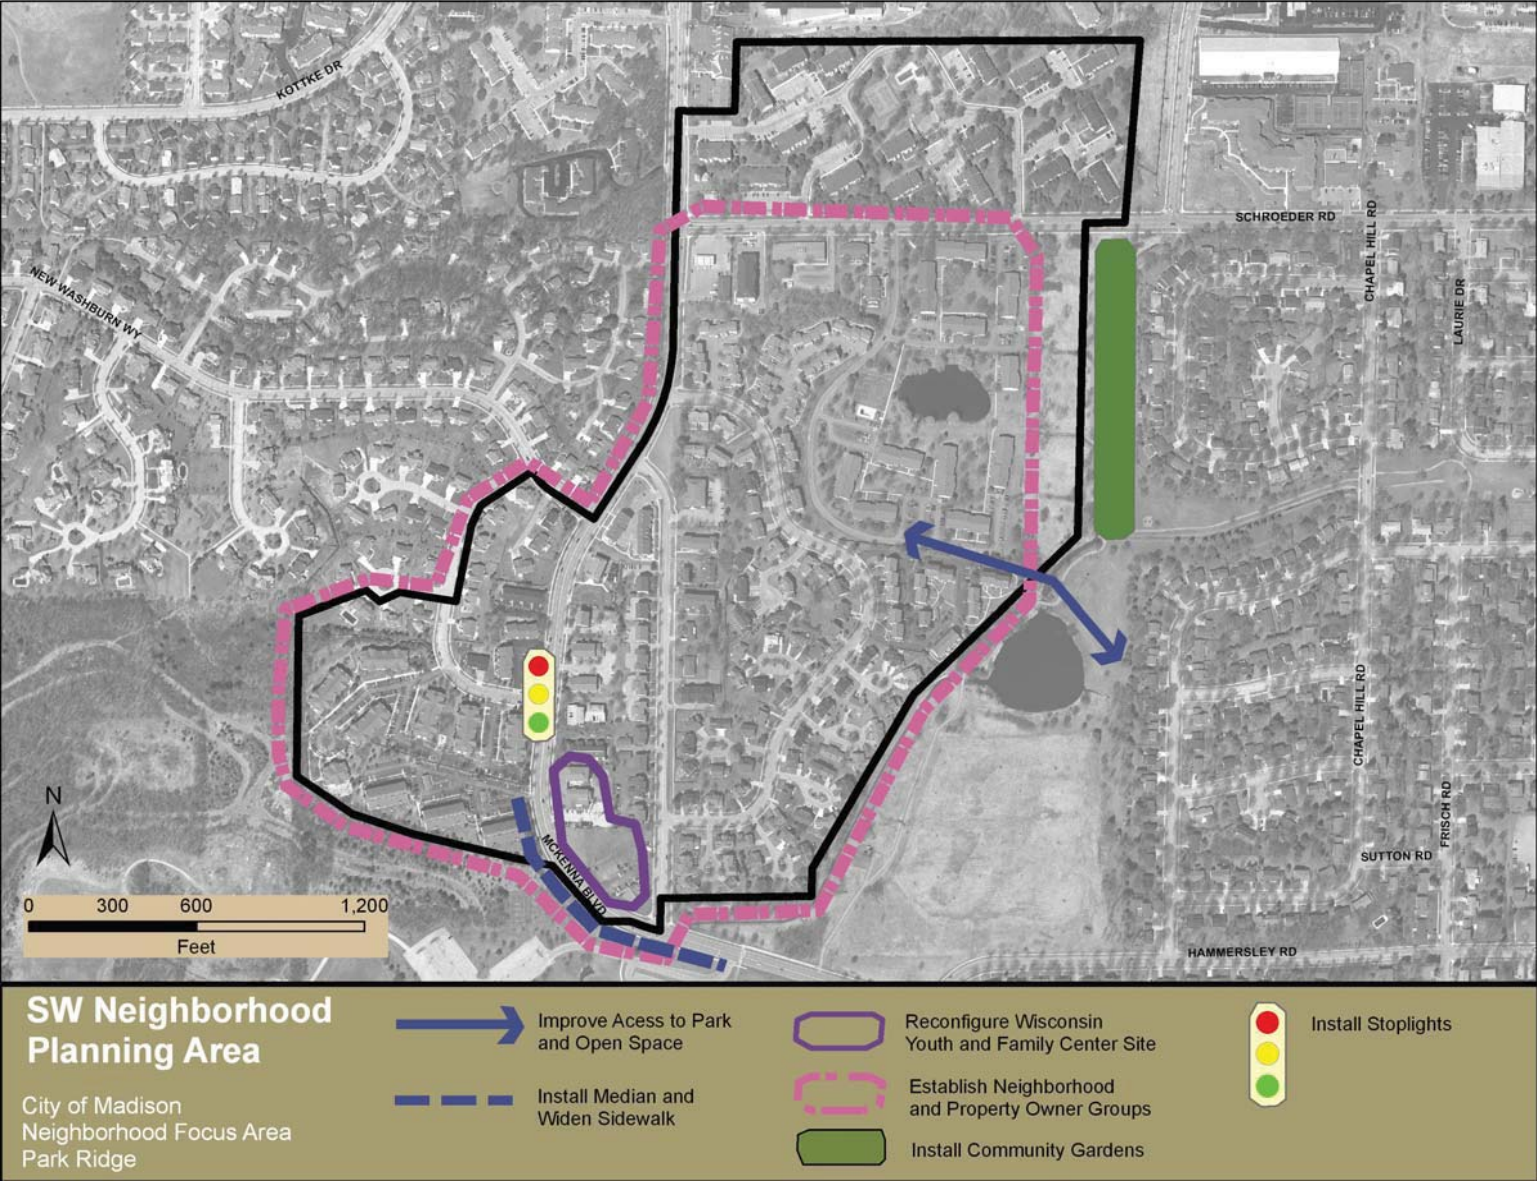 KOTTKE DR
SCHROEDER RD
CHAPEL HILL RD
LAURIE DR
NEW WASHBURN WY
CHAPEL HILL RD
FRISCH RD
MCKENNA BLVD
SUTTON RD
HAMMERSLEY RD
N
0 300 600 1,200
Feet
SW Neighborhood
Planning Area
City of Madison
Neighborhood Focus Area
Park Ridge
Improve Acess to Park
and Open Space
Install Median and
Widen Sidewalk
Reconfigure Wisconsin
Youth and Family Center Site
Establish Neighborhood
and Property Owner Groups
Install Community Gardens
Install Stoplights